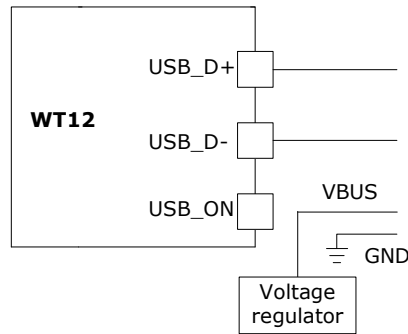 USB_D+
WT12
USB_D-
USB_ON
VBUS
GND
Voltage
regulator